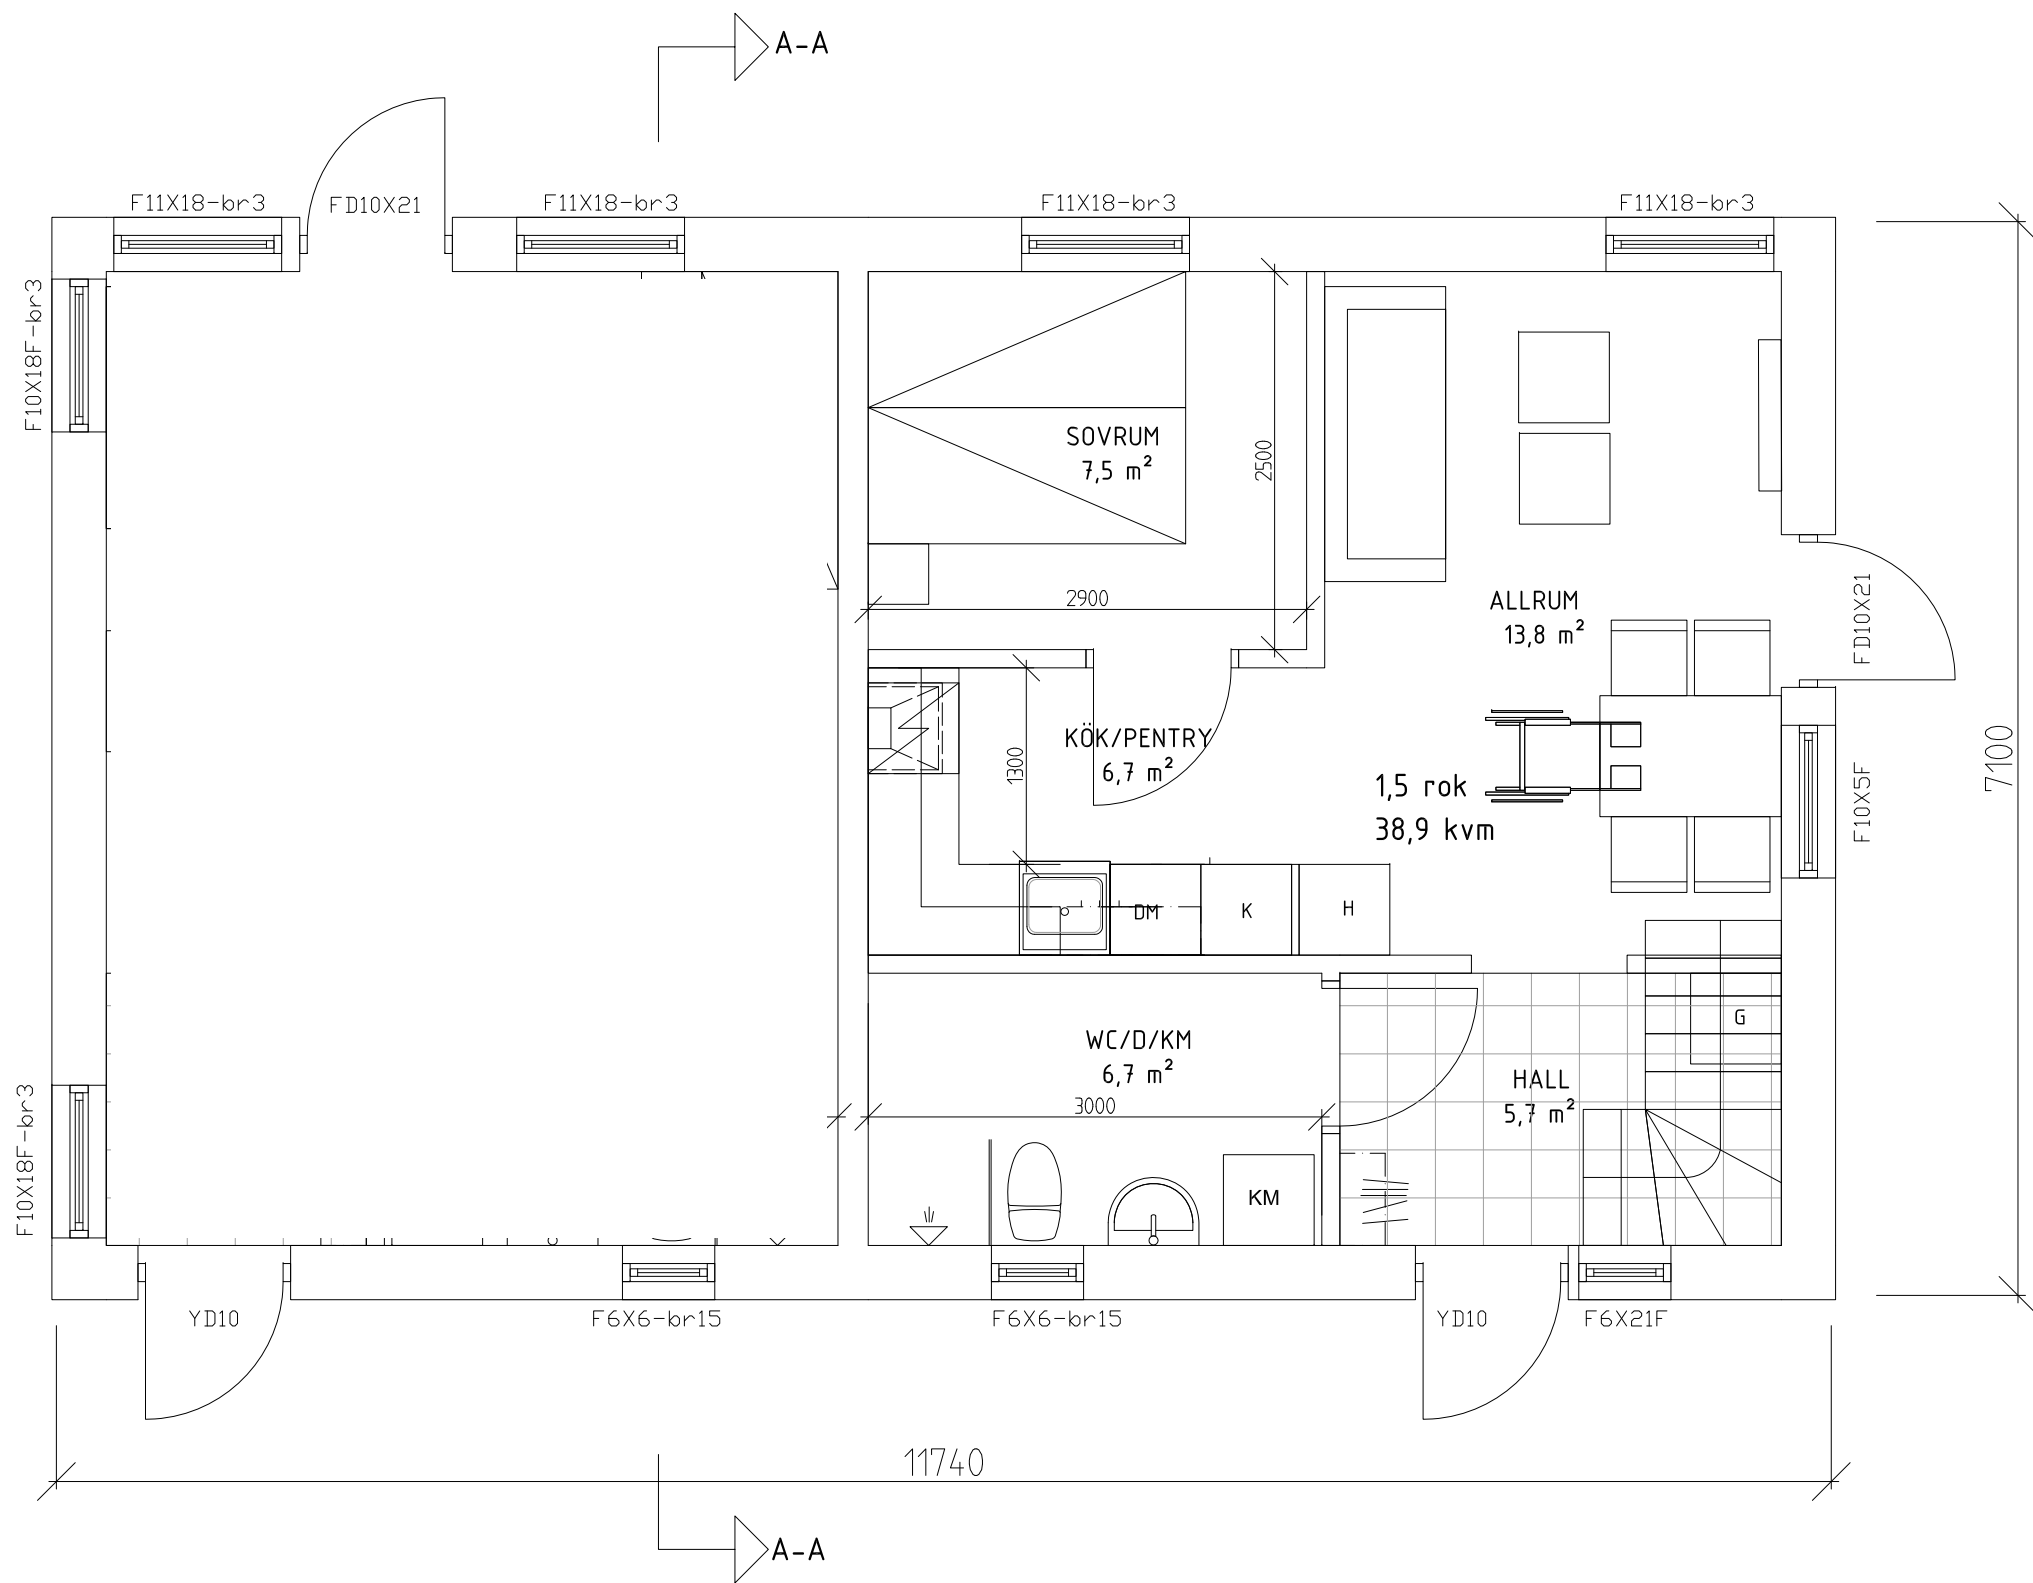 A-A
F11X18-br3
FD10X21
F11X18-br3
F11X18-br3
F11X18-br3
F10X18F-br3
SOVRUM
7,5 m²
2500
2900
ALLRUM
13,8 m²
FD10X21
KÖK/PENTRY
6,7 m²
1300
1,5 rok
38,9 kvm
7100
F10X5F
DM
K
H
G
WC/D/KM
6,7 m²
3000
HALL
5,7 m²
F10X18F-br3
KM
YD10
F6X6-br15
F6X6-br15
YD10
F6X21F
11740
A-A